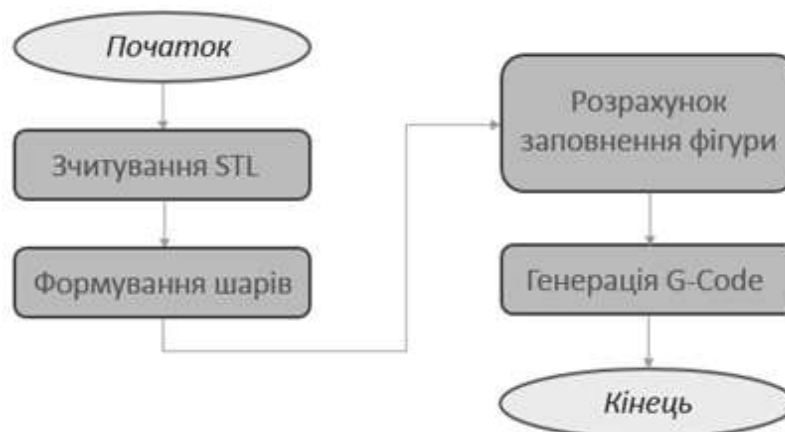 Початок
Зчитування STL
Формування шарів
Розрахунок
заповнення фігури
Генерація G-Code
Кінець